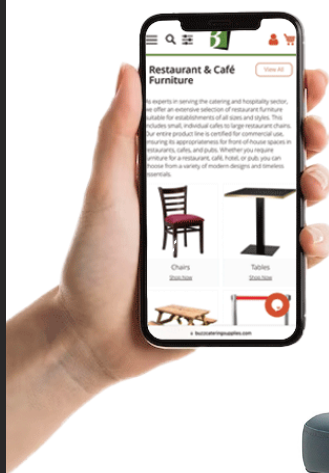 Restaurant & Café
Furniture
View All
As experts in serving the catering and hospitality sector,
we offer an extensive selection of restaurant furniture
suitable for establishments of all sizes and styles. This
includes small, individual cafes to large restaurant chains.
Our entire product line is certified for commercial use,
ensuring its appropriateness for front-of-house spaces in
restaurants, cafes, and pubs. Whether you require
furniture for a restaurant, café, hotel, or pub, you can
choose from a variety of modern designs and timeless
essentials.
Chairs
Shop Now
Tables
Shop Now
buzzcateringsupplies.com